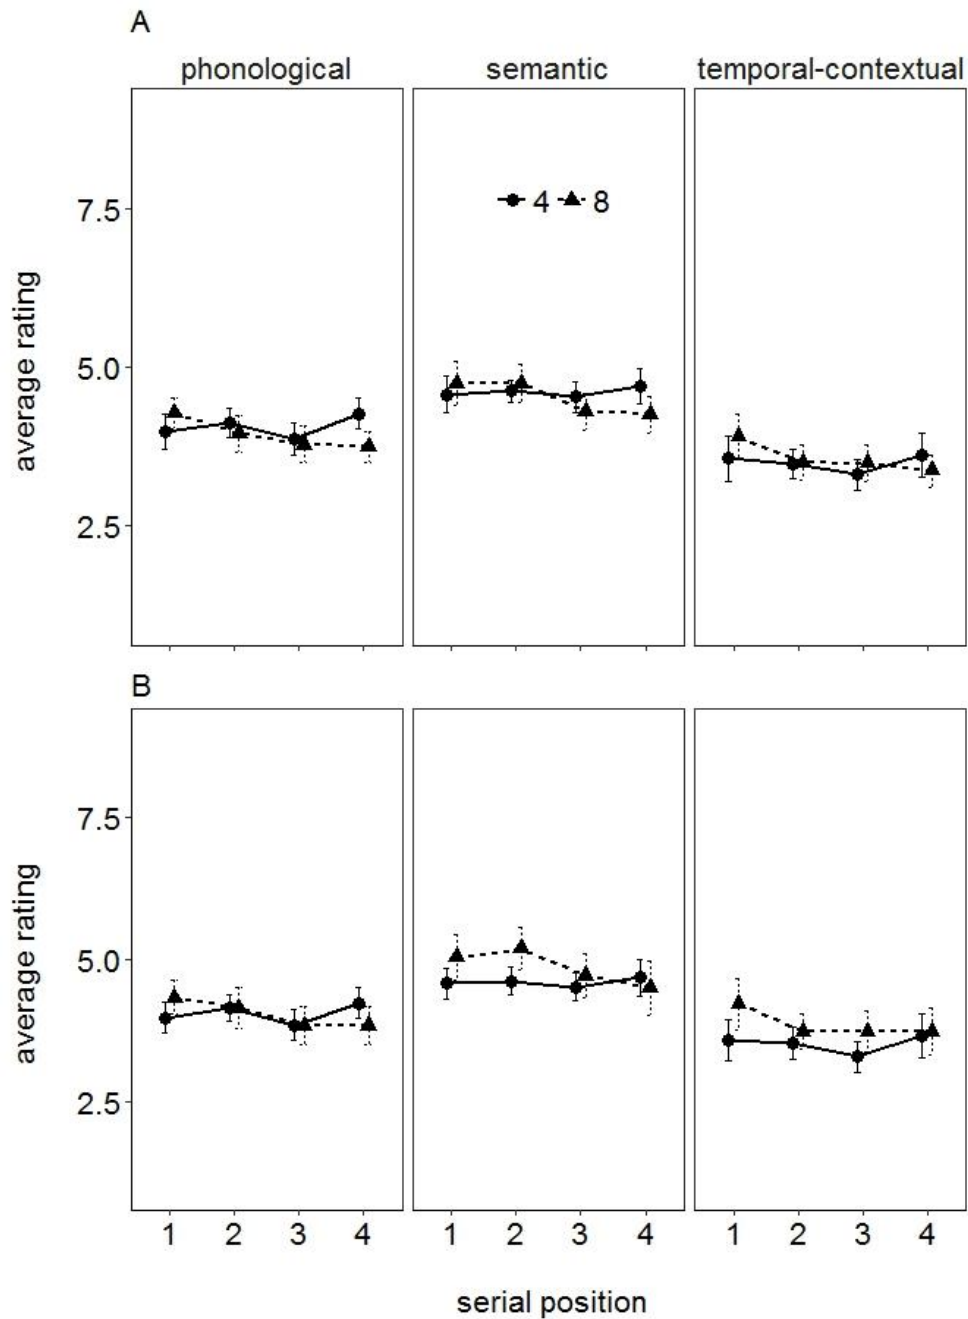 A
phonological semantic temporal-contextual
4 8
7.5
5.0
2.5
average rating
B
7.5
5.0
2.5
average rating
1 2 3 4 1 2 3 4 1 2 3 4
serial position